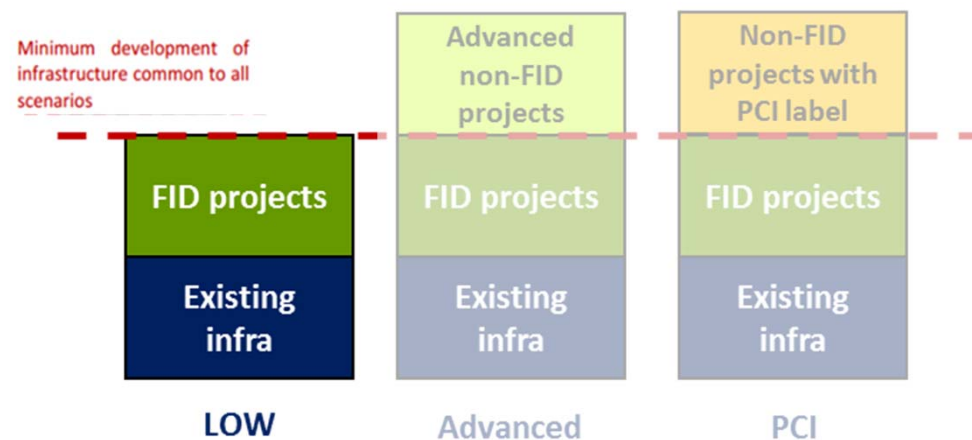 Minimum development of
infrastructure common to all
scenarios
Advanced
non-FID
projects
Non-FID
projects with
PCI label
FID projects
FID projects
FID projects
Existing
infra
Existing
infra
Existing
infra
LOW
Advanced
PCI